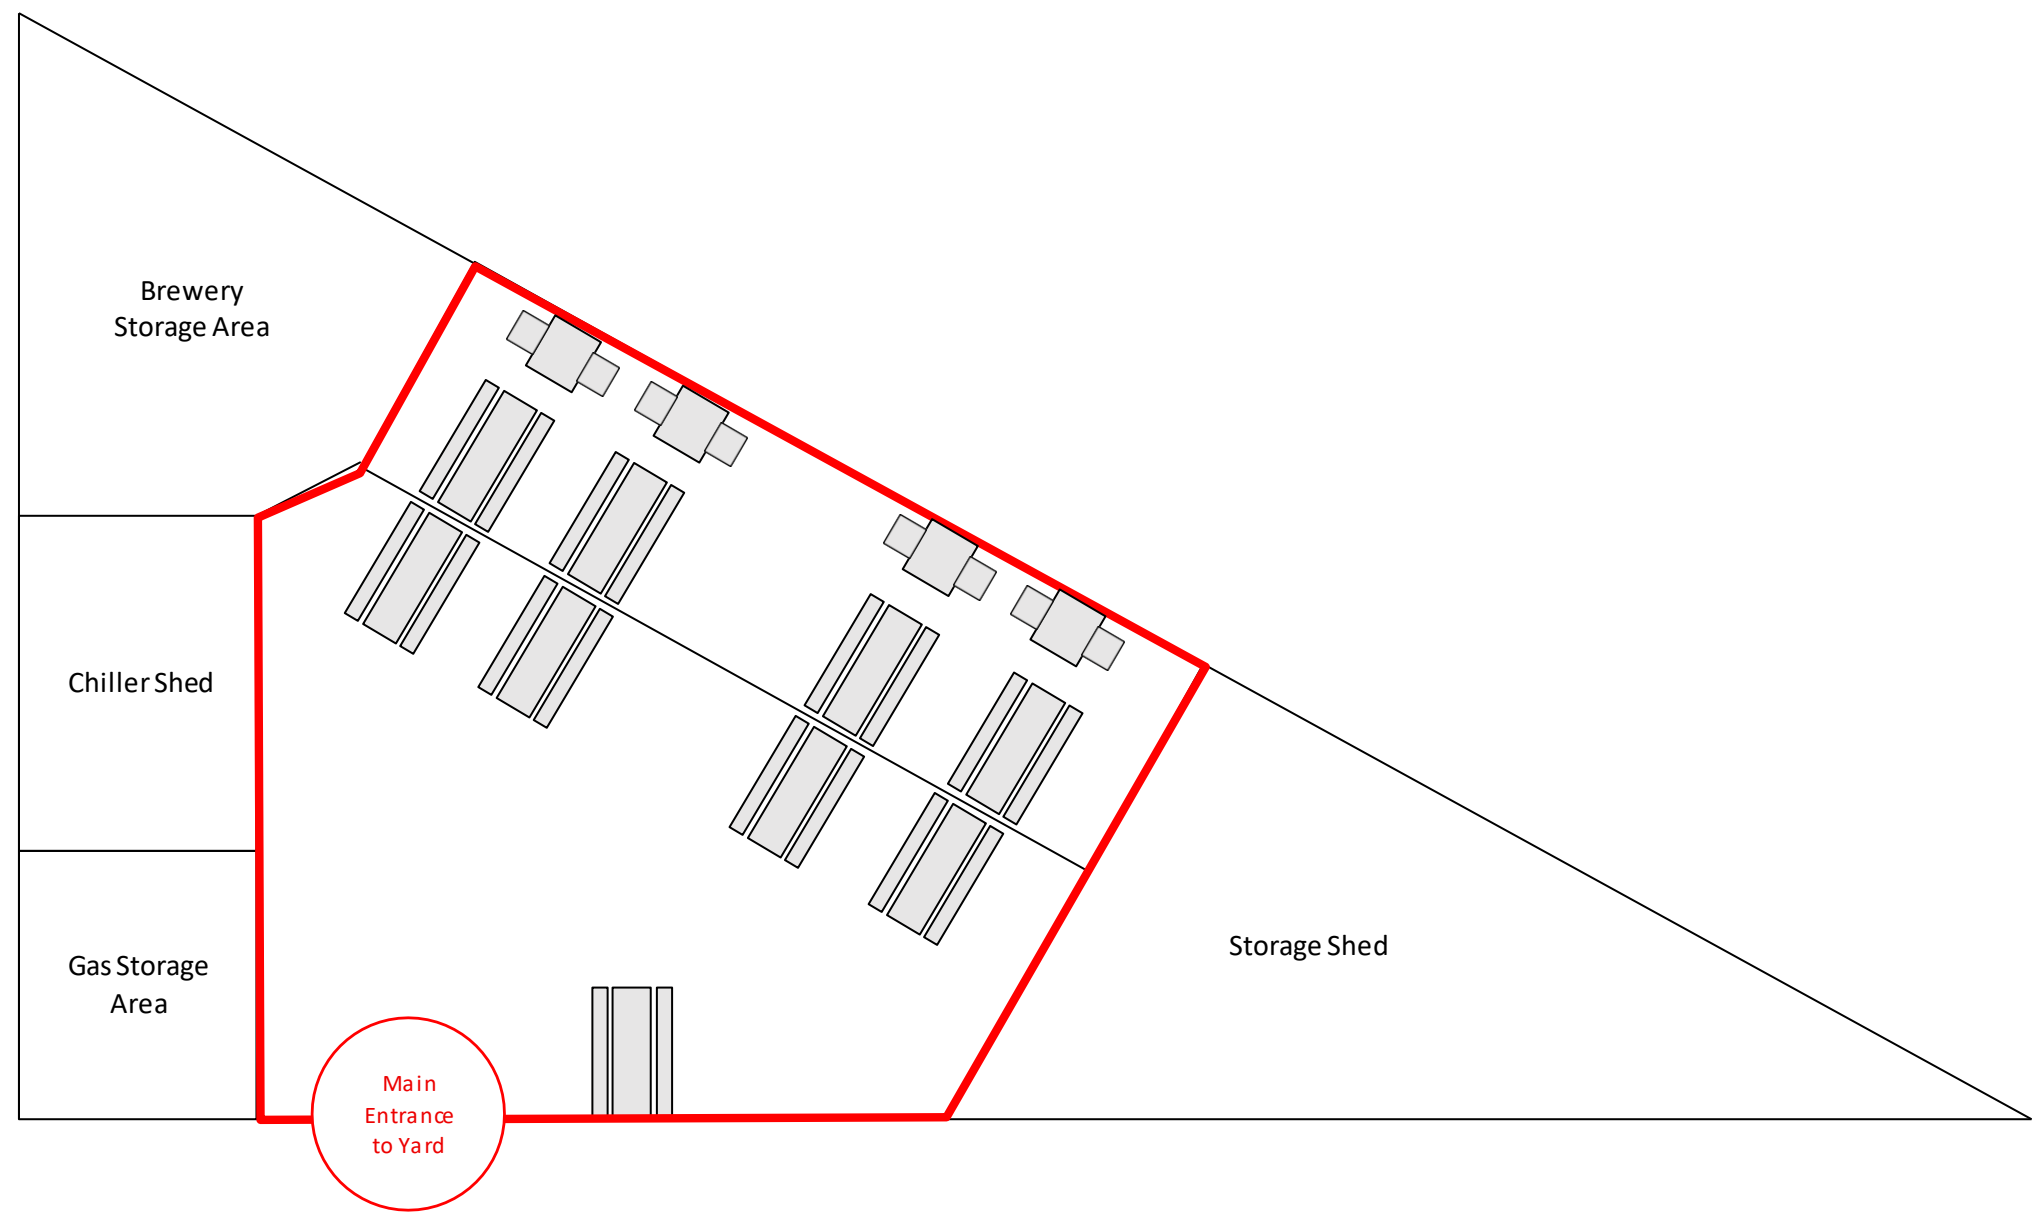 Brewery
Storage Area
Chiller Shed
Gas Storage
Area
Main
Entrance
to Yard
Storage Shed